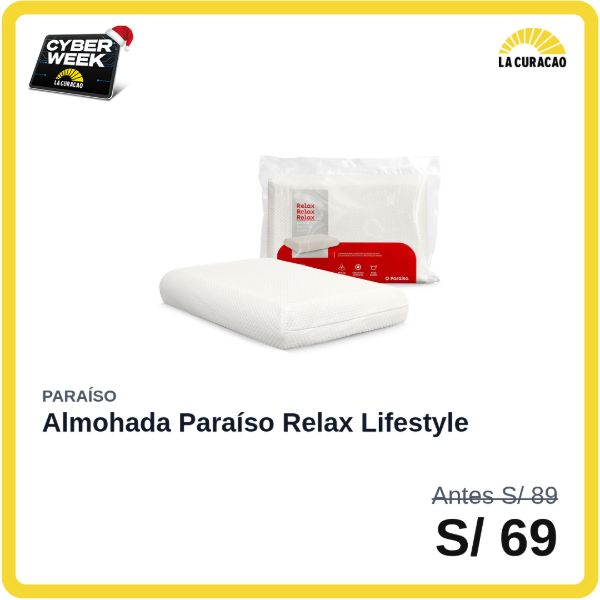 CYBER
WEEK
LA CURACAO
LA CURACAO
Relax
Relax
Relax
Paraíso
PARAÍSO
Almohada Paraíso Relax Lifestyle
Antes S/ 89
S/ 69